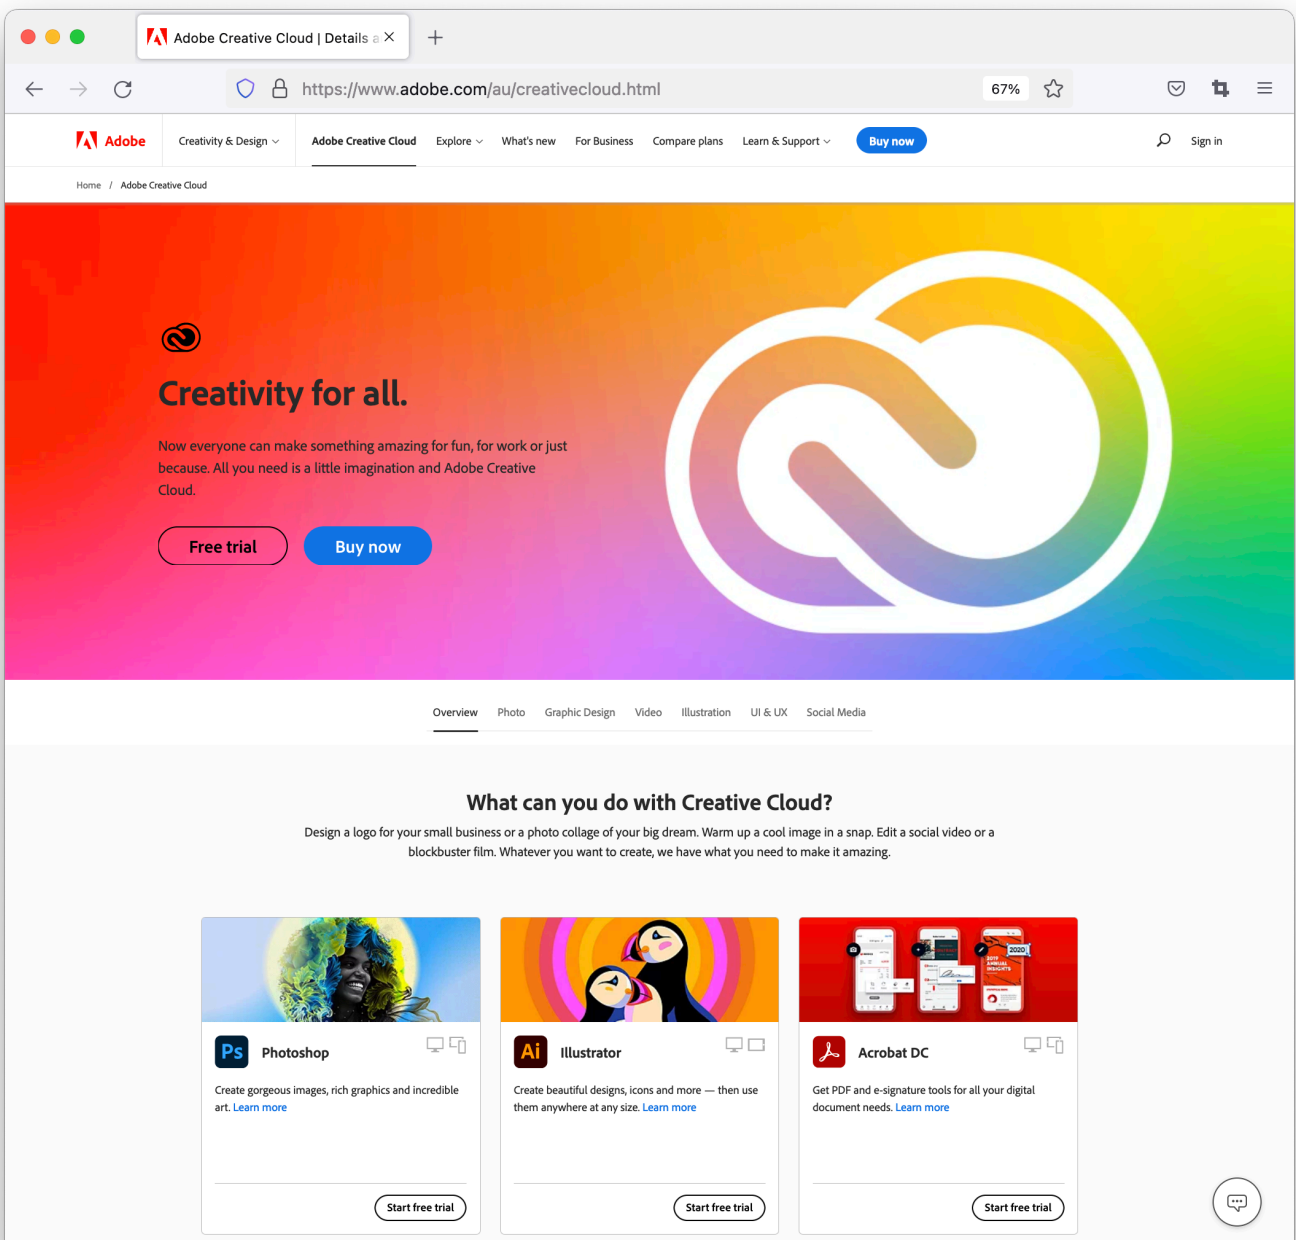 Adobe Creative Cloud | Details a
https://www.adobe.com/au/creativecloud.html
67%
Adobe
Creativity & Design
Adobe Creative Cloud
Explore
What's new
For Business
Compare plans
Learn & Support
Buy now
Sign in
Home / Adobe Creative Cloud
Creativity for all.
Now everyone can make something amazing for fun, for work or just
because. All you need is a little imagination and Adobe Creative
Cloud.
Free trial
Buy now
Overview
Photo
Graphic Design
Video
Illustration
UI & UX
Social Media
What can you do with Creative Cloud?
Design a logo for your small business or a photo collage of your big dream. Warm up a cool image in a snap. Edit a social video or a
blockbuster film. Whatever you want to create, we have what you need to make it amazing.
2020
2019
ANNUAL
INSIGHTS
Ps Photoshop
Create gorgeous images, rich graphics and incredible
art. Learn more
Start free trial
Ai Illustrator
Create beautiful designs, icons and more — then use
them anywhere at any size. Learn more
Start free trial
Acrobat DC
Get PDF and e-signature tools for all your digital
document needs. Learn more
Start free trial